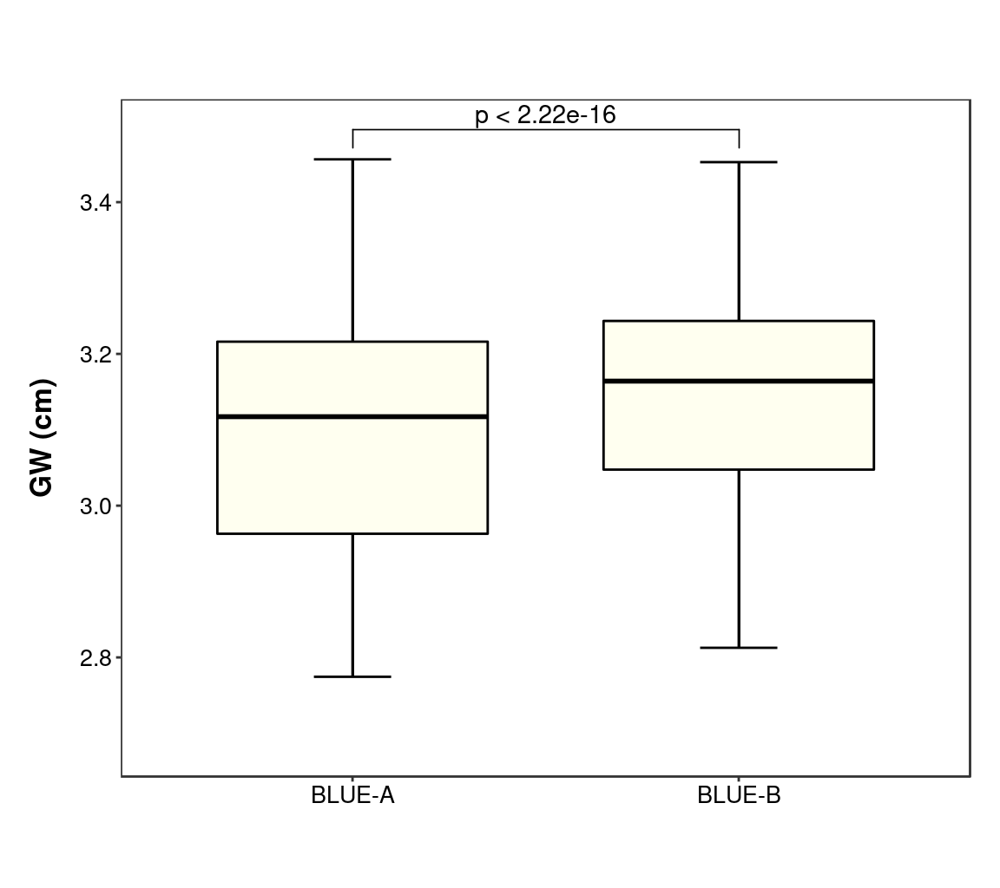 p < 2.22e-16
3.4
3.2
3.0
2.8
GW (cm)
BLUE-A
BLUE-B